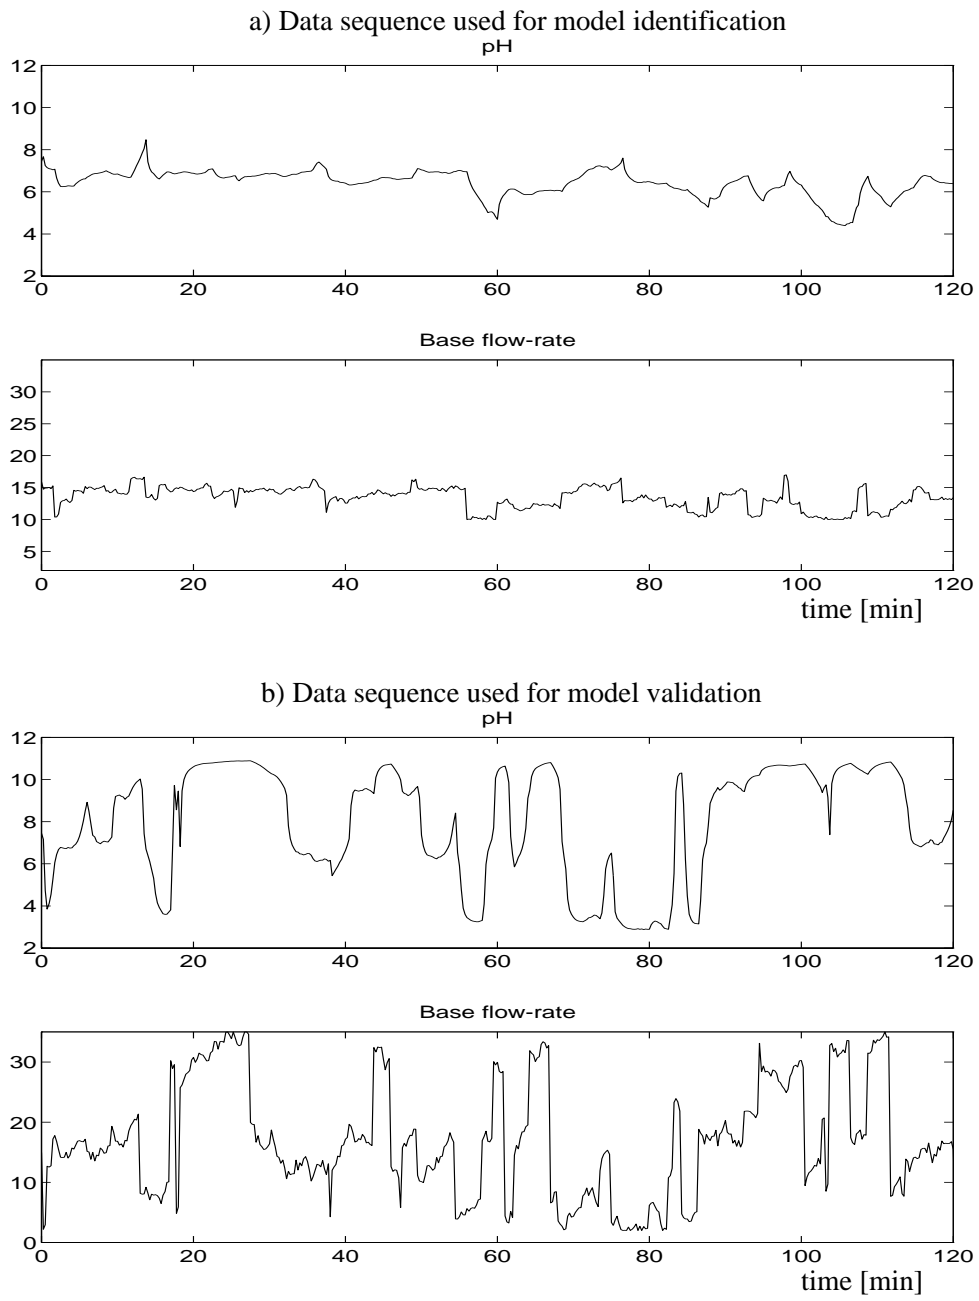 a) Data sequence used for model identification
pH
12
10
8
6
4
2
0 20 40 60 80 100 120
Base flow-rate
30
25
20
15
10
5
0 20 40 60 80 100 120
time [min]
b) Data sequence used for model validation
pH
12
10
8
6
4
2
0 20 40 60 80 100 120
Base flow-rate
30
20
10
0
0 20 40 60 80 100 120
time [min]